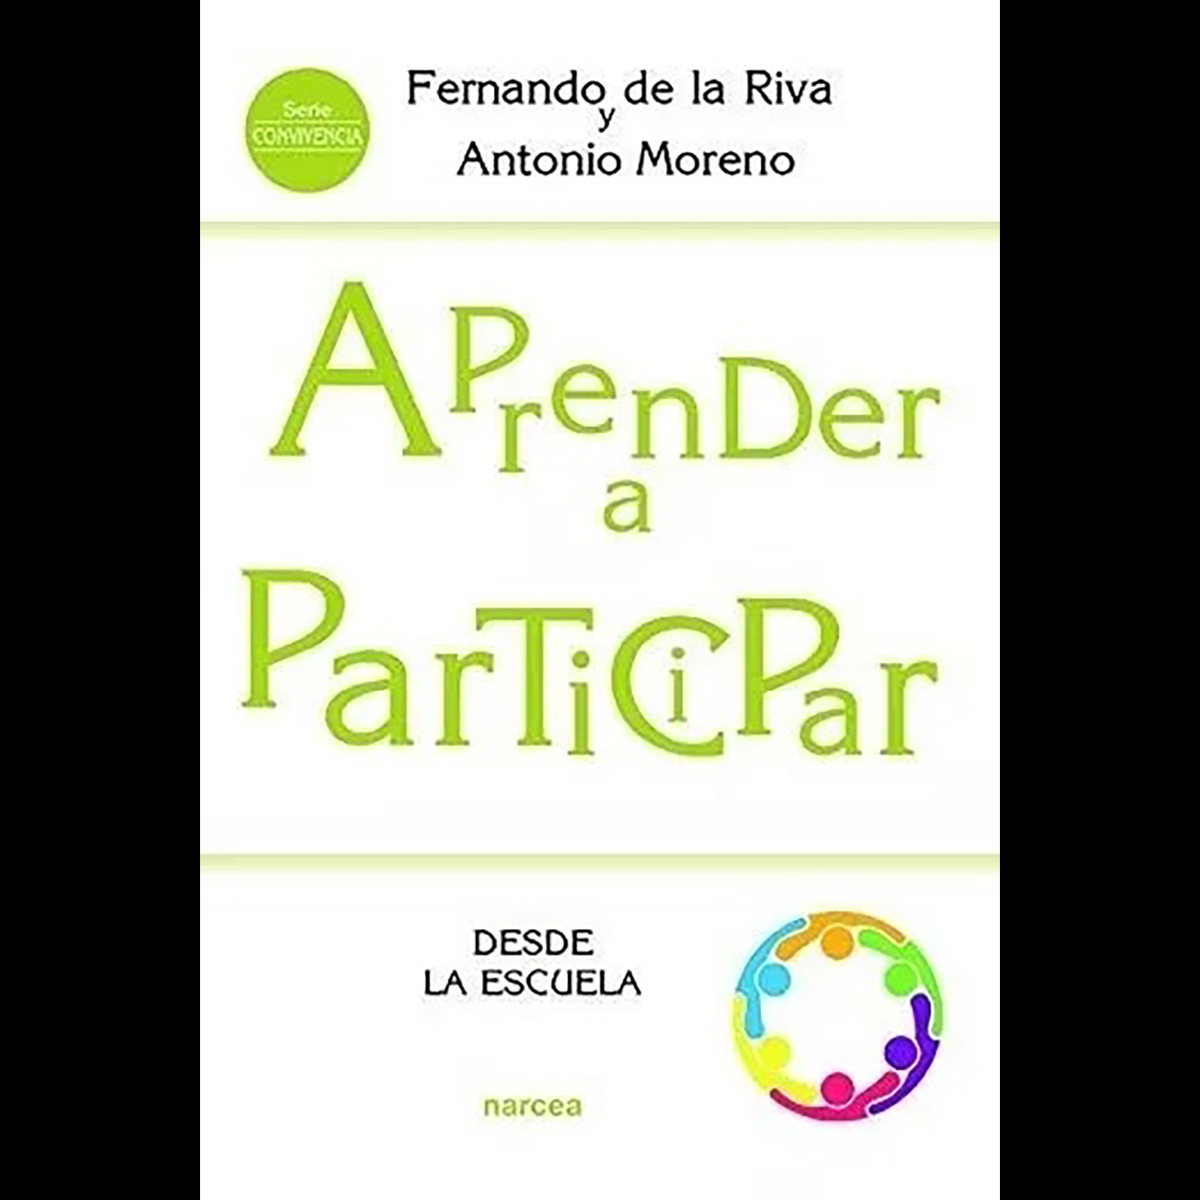 Serie
CONVIVENCIA
Fernando de la Riva
y
Antonio Moreno
APrenDer
a
ParTiCiPar
DESDE
LA ESCUELA
narcea